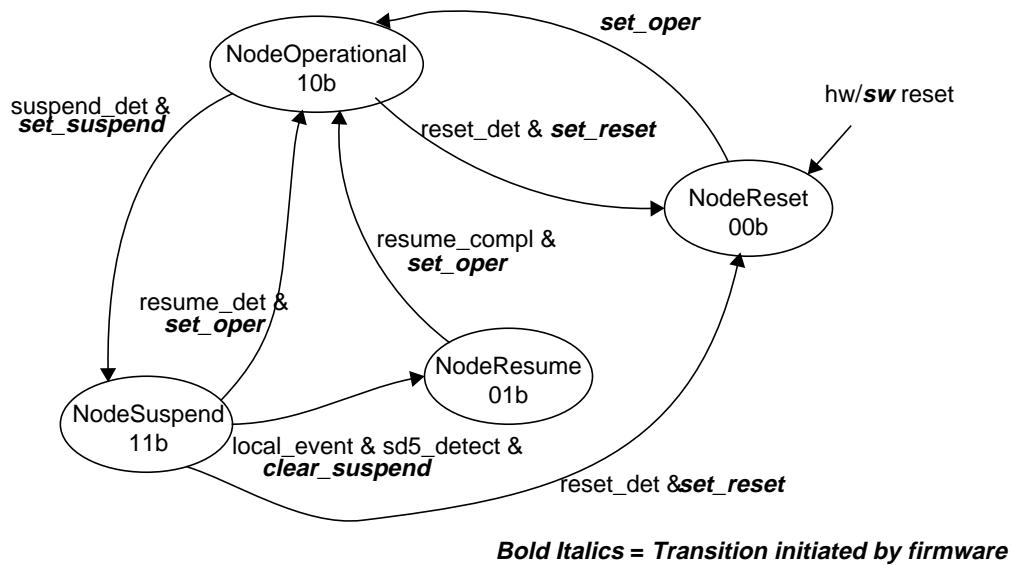 set_oper
NodeOperational
10b
hw/sw reset
suspend_det &
set_suspend
reset_det & set_reset
NodeReset
00b
resume_compl &
set_oper
resume_det &
set_oper
NodeResume
01b
NodeSuspend
11b
local_event & sd5_detect &
clear_suspend
reset_det &set_reset
Bold Italics = Transition initiated by firmware